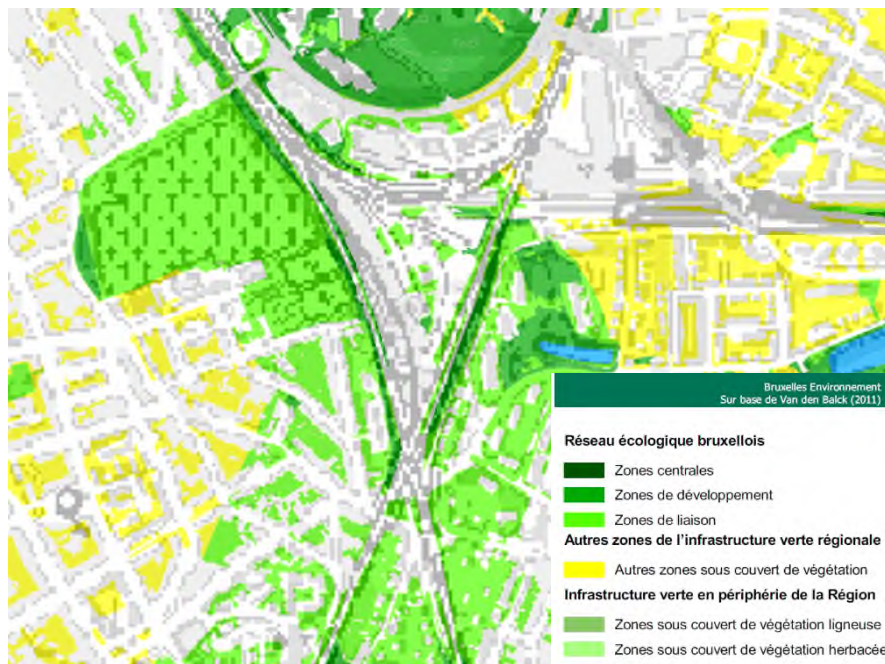 Bruxelles Environnement
Sur base de Van den Balck (2011)
Réseau écologique bruxellois
Zones centrales
Zones de développement
Zones de liaison
Autres zones de l'infrastructure verte régionale
Autres zones sous couvert de végétation
Infrastructure verte en périphérie de la Région
Zones sous couvert de végétation ligneuse
Zones sous couvert de végétation herbacée